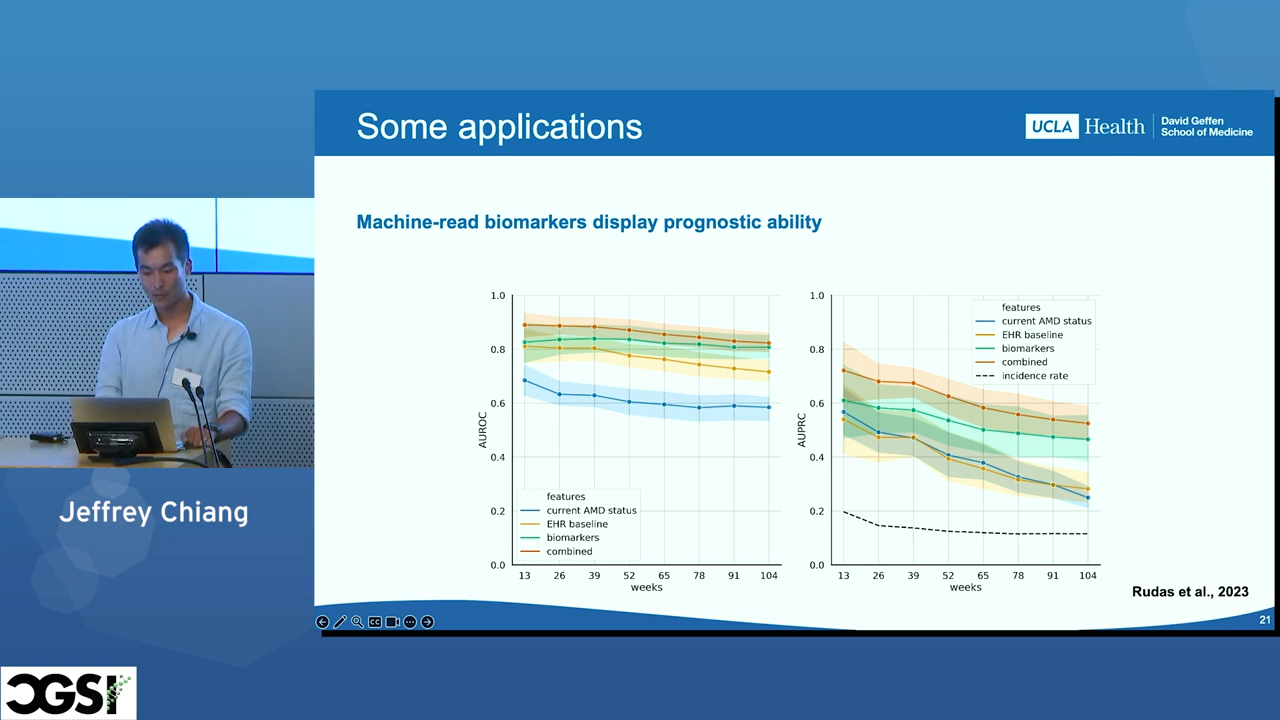 Some applications
UCLA Health
David Geffen
School of Medicine
Machine-read biomarkers display prognostic ability
1.0
0.8
0.6
0.4
0.2
0.0
AUROC
features
current AMD status
EHR baseline
biomarkers
combined
13 26 39 52 65 78 91 104
weeks
1.0
0.8
0.6
0.4
0.2
0.0
AUPRC
features
current AMD status
EHR baseline
biomarkers
combined
incidence rate
13 26 39 52 65 78 91 104
weeks
Rudas et al., 2023
21
CC
Jeffrey Chiang
CGSI